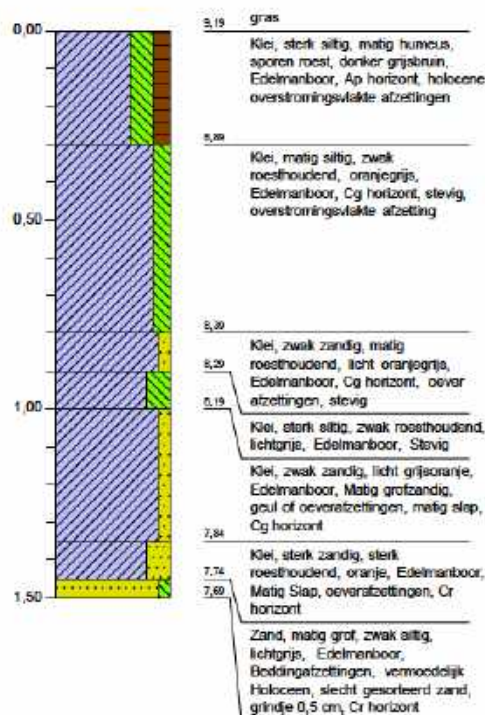 0,00
9,19
gras
Klei, sterk siltig, matig humeus,
sporen roest, donker grijsbruin,
Edelmanboor, Ap horizont, holocene
overstromingsvlakte afzettingen
8,89
Klei, matig siltig, zwak
roesthoudend, oranjegrijs,
Edelmanboor, Cg horizont, stevig,
overstromingsvlakte afzetting
0,50
8,39
Klei, zwak zandig, matig
roesthoudend, licht oranjegrijs,
Edelmanboor, Cg horizont, oever
afzettingen, stevig
8,29
1,00
8,19
Klei, sterk siltig, zwak roesthoudend,
lichtgrijs, Edelmanboor, Stevig
Klei, zwak zandig, licht grijsoranje,
Edelmanboor, Matig grofzandig,
geul of oeverafzettingen, matig slap,
Cg horizont
7,84
Klei, sterk zandig, sterk
roesthoudend, oranje, Edelmanboor,
Matig Slap, oeverafzettingen, Cr
horizont
7,74
1,50
7,69
Zand, matig grof, zwak siltig,
lichtgrijs, Edelmanboor,
Beddingafzettingen, vermoedelijk
Holoceen, slecht gesorteerd zand,
grindje 0,5 cm, Cr horizont